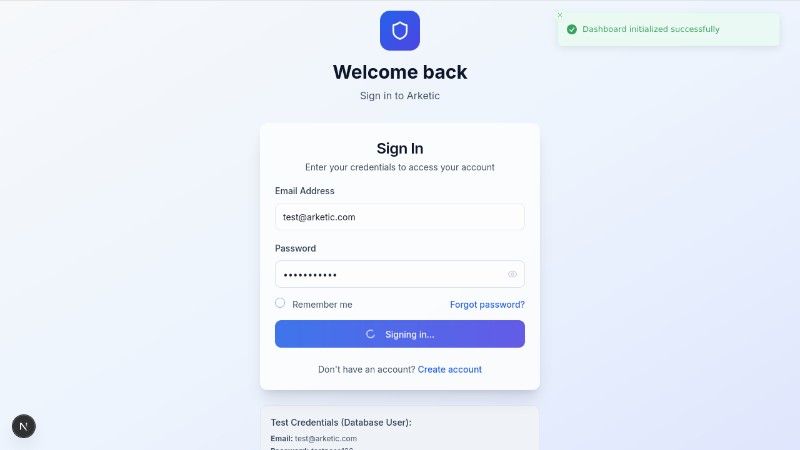 Dashboard initialized successfully
Welcome back
Sign in to Arketic
Sign In
Enter your credentials to access your account
Email Address
test@arketic.com
Password
•••••••••••
Remember me
Forgot password?
Signing in...
Don't have an account? Create account
Test Credentials (Database User):
Email: test@arketic.com
N